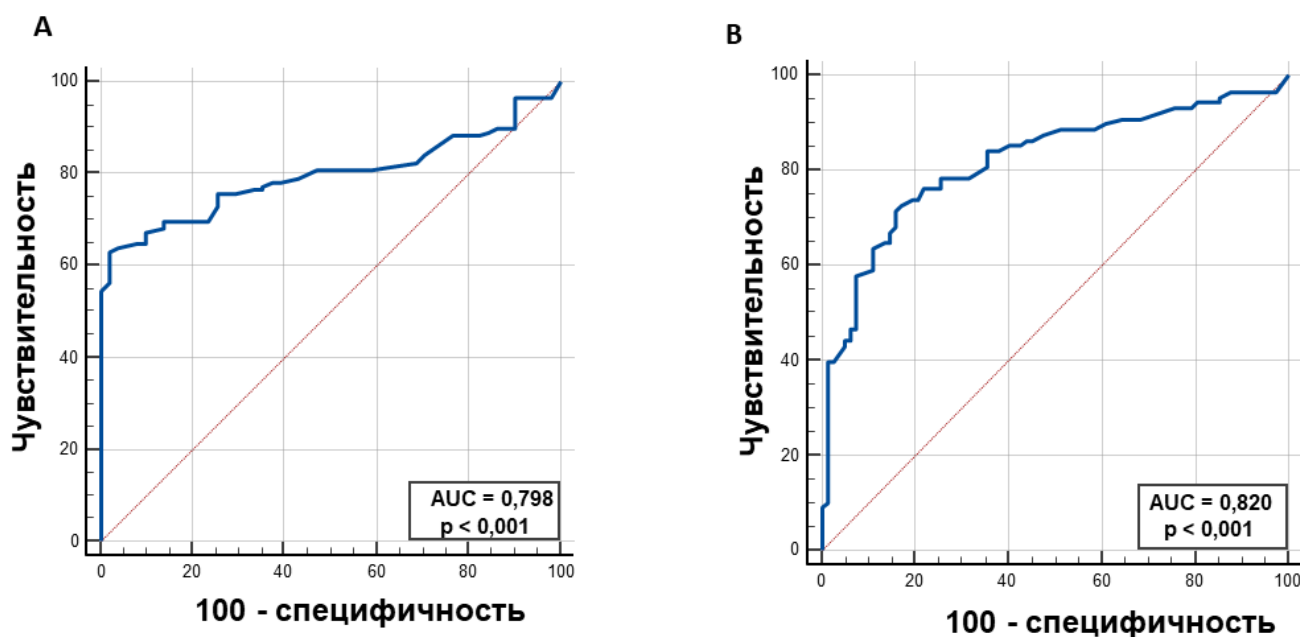 A
100
80
60
40
20
0
Чувствительность
AUC = 0,798
p < 0,001
0 20 40 60 80 100
100 - специфичность
B
100
80
60
40
20
0
Чувствительность
AUC = 0,820
p < 0,001
0 20 40 60 80 100
100 - специфичность